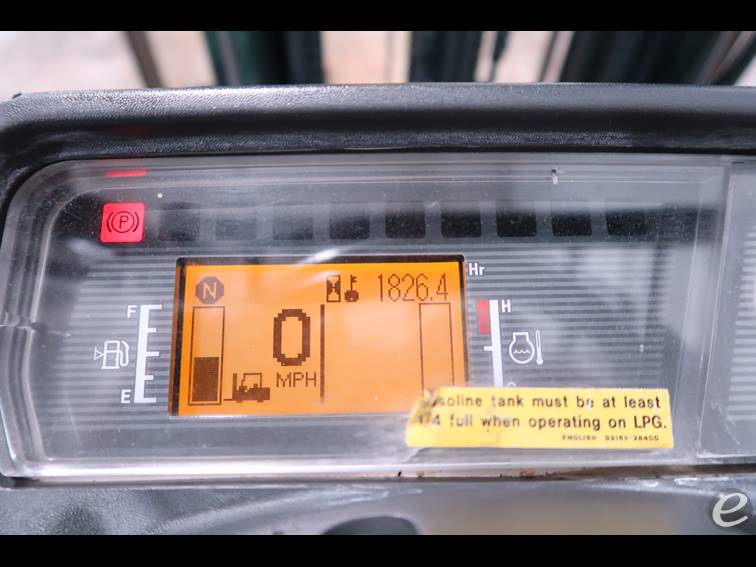 P
Hr
N
1826.4
F
H
0
MPH
E
soline tank must be at least
1/4 full when operating on LPG.
ENGLISH
e